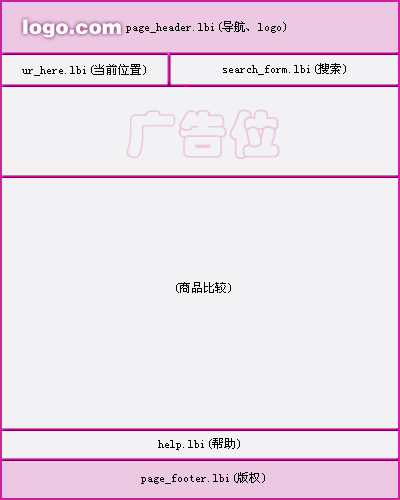 logo.com page_header.lbi(导航、logo)
ur_here.lbi(当前位置) search_form.lbi(搜索)
广告位
(商品比较)
help.lbi(帮助)
page_footer.lbi(版权)